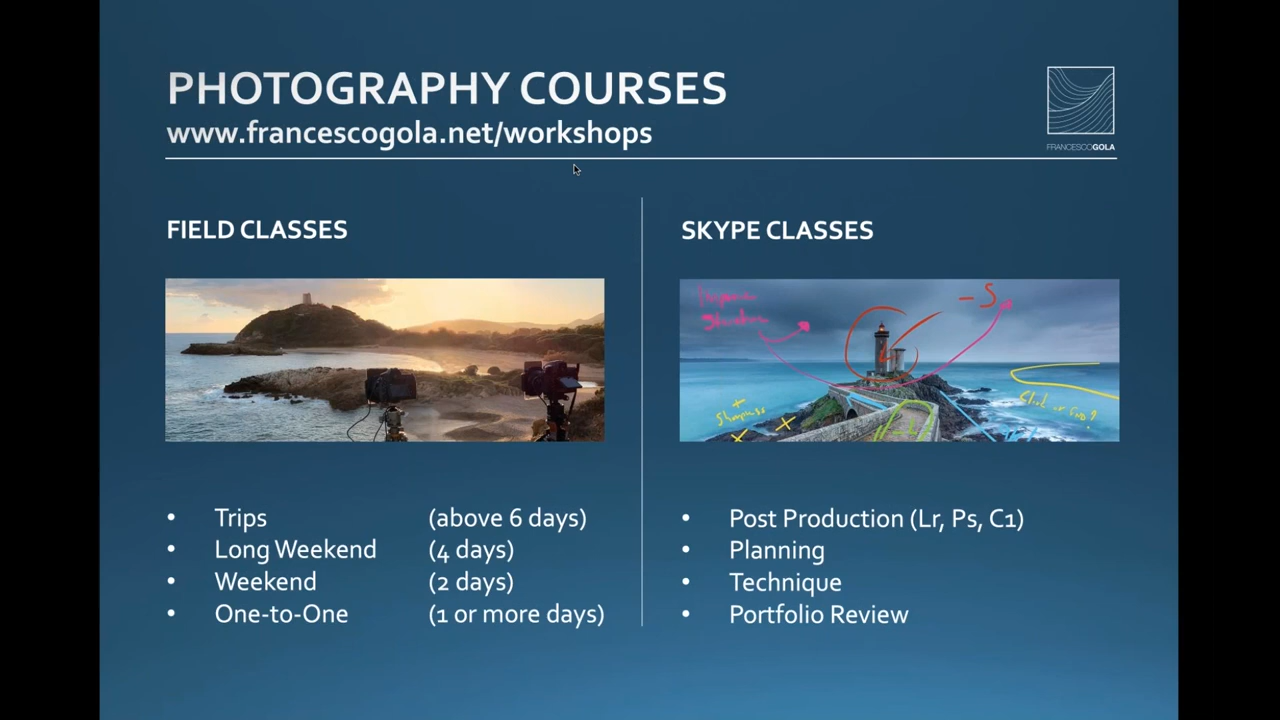 PHOTOGRAPHY COURSES
www.francescogola.net/workshops
FRANCESCOGOLA
FIELD CLASSES
• Trips (above 6 days)
• Long Weekend (4 days)
• Weekend (2 days)
• One-to-One (1 or more days)
SKYPE CLASSES
- S
• Post Production (Lr, Ps, C1)
• Planning
• Technique
• Portfolio Review